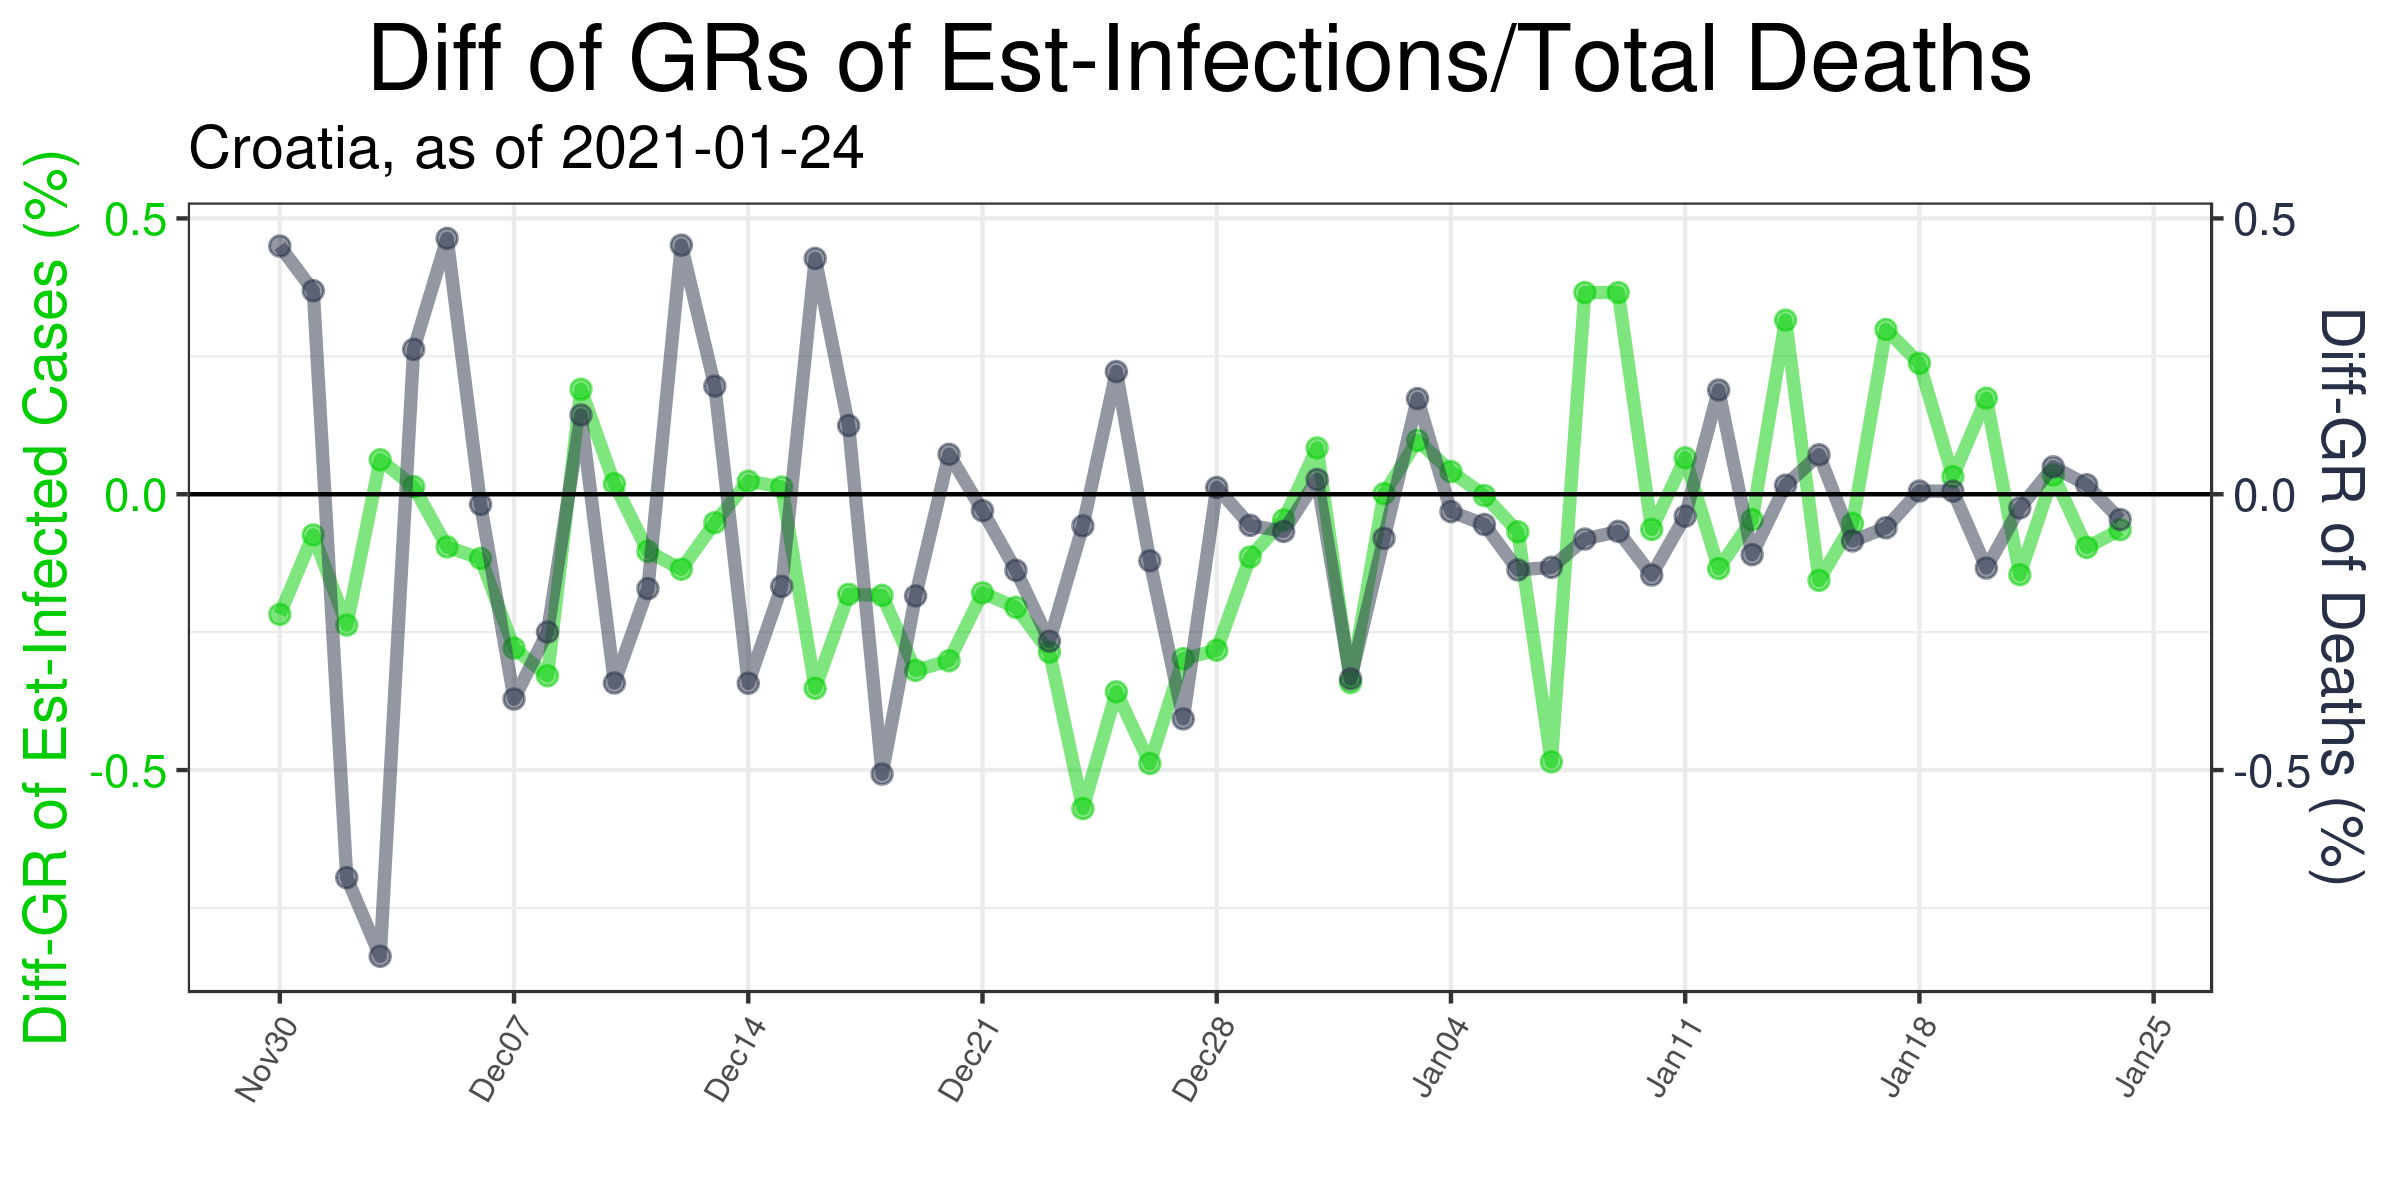 Diff of GRs of Est-Infections/Total Deaths
Croatia, as of 2021-01-24
Diff-GR of Est-Infected Cases (%)
0.5
0.0
-0.5
0.5
0.0
-0.5
Diff-GR of Deaths (%)
Nov30
Dec07
Dec14
Dec21
Dec28
Jan04
Jan11
Jan18
Jan25